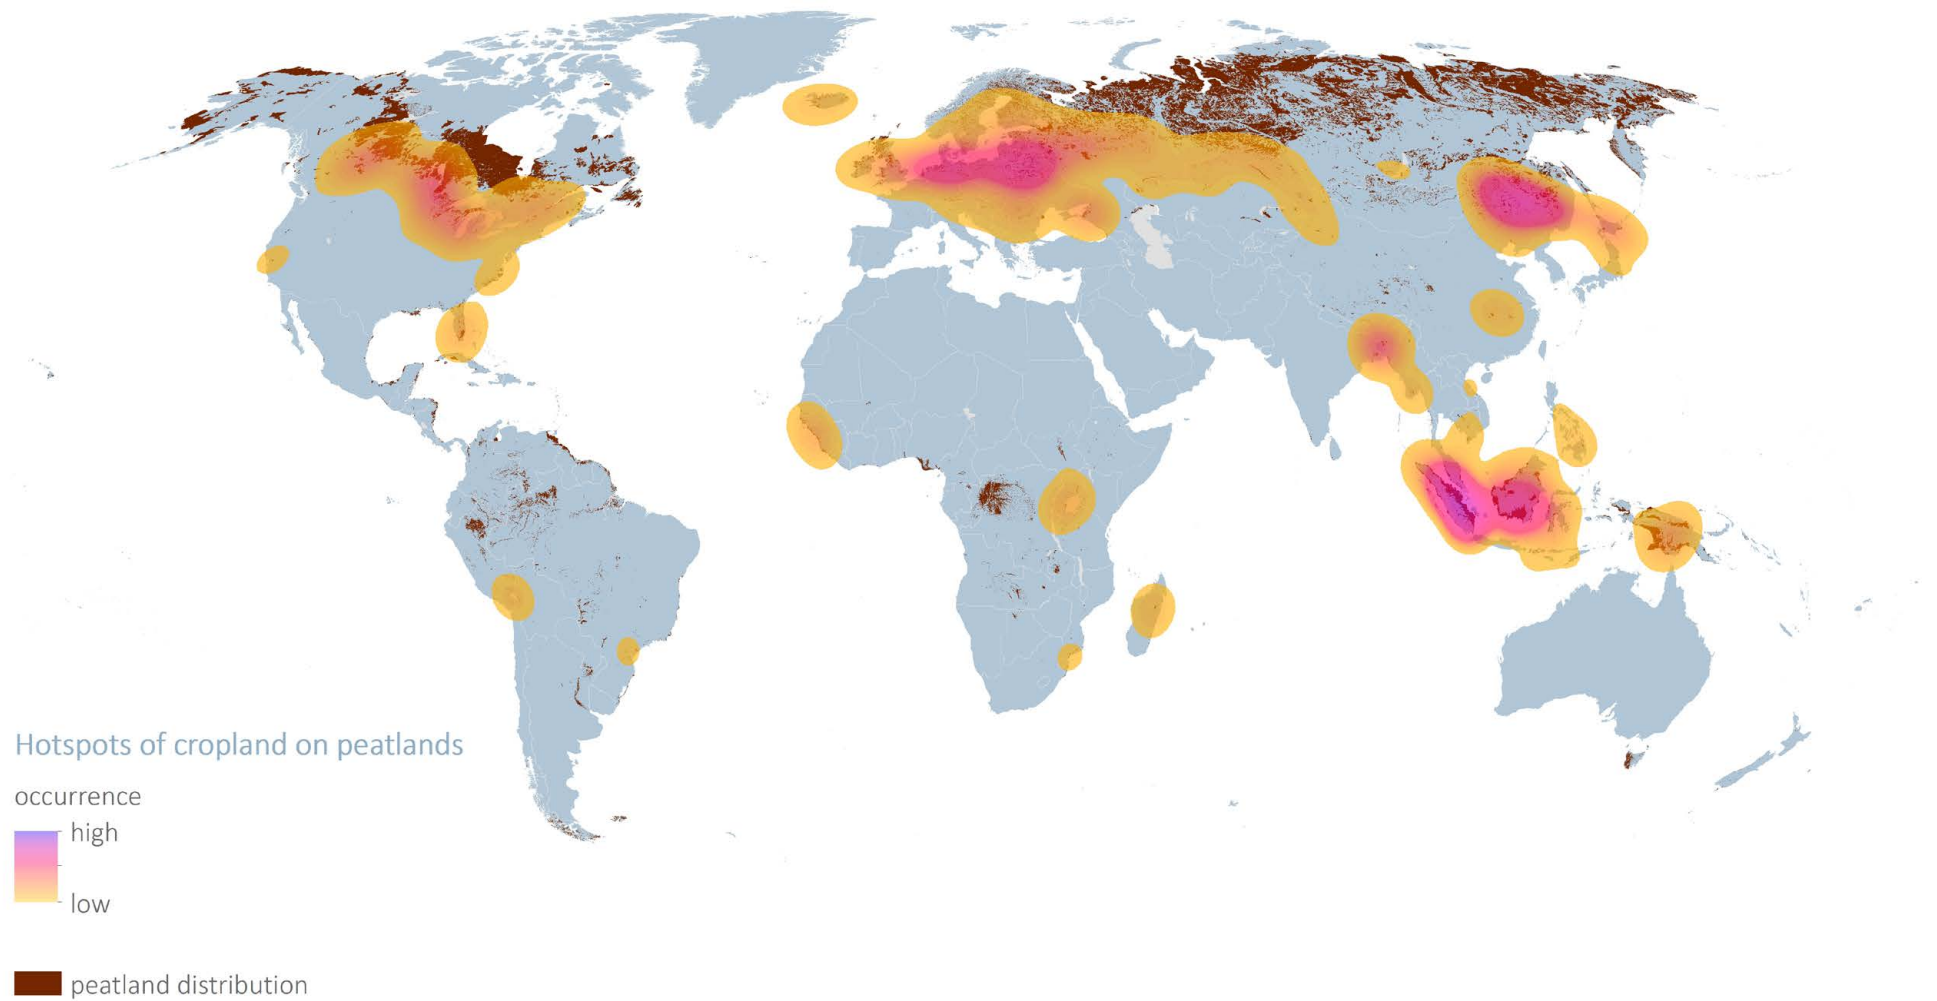 Hotspots of cropland on peatlands
occurrence
high
low
peatland distribution